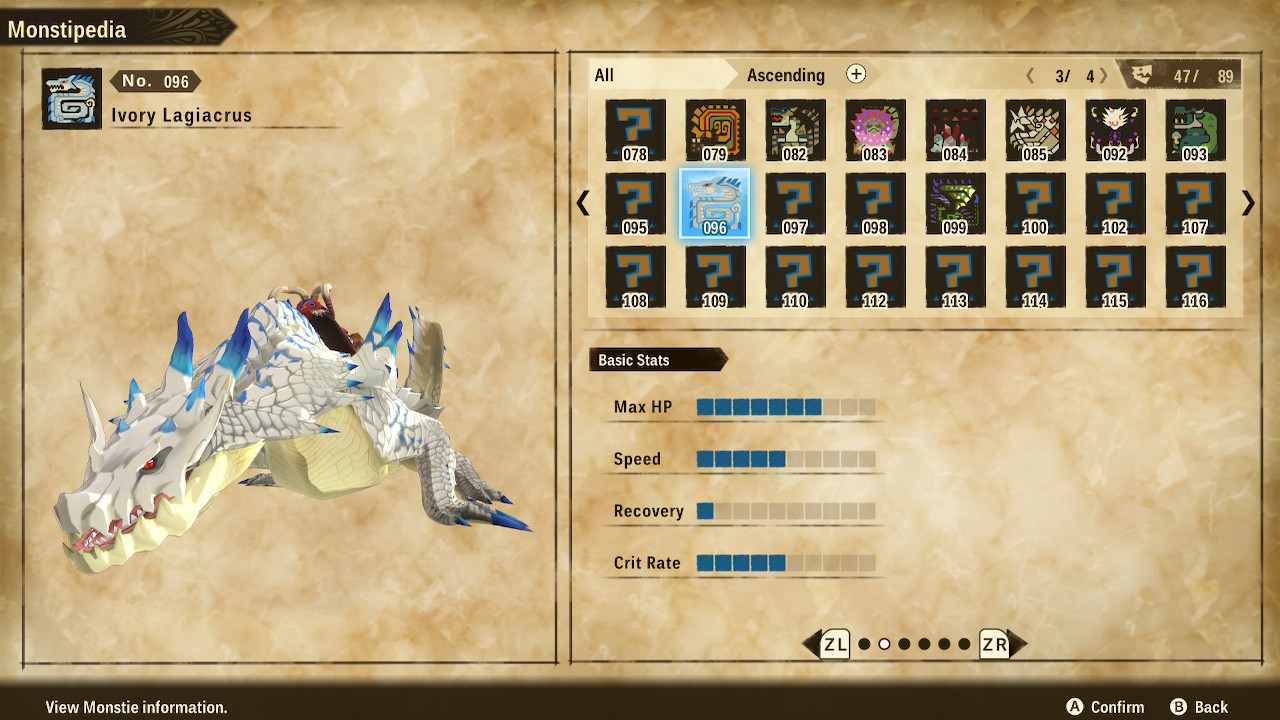 Monstipedia
No. 096
Ivory Lagiacrus
All
Ascending
3/ 4
47/ 89
078 079 082 083 084 085 092 093
095 096 097 098 099 100 102 107
108 109 110 112 113 114 115 116
Basic Stats
Max HP
Speed
Recovery
Crit Rate
ZL ZR
View Monstie information.
A Confirm B Back